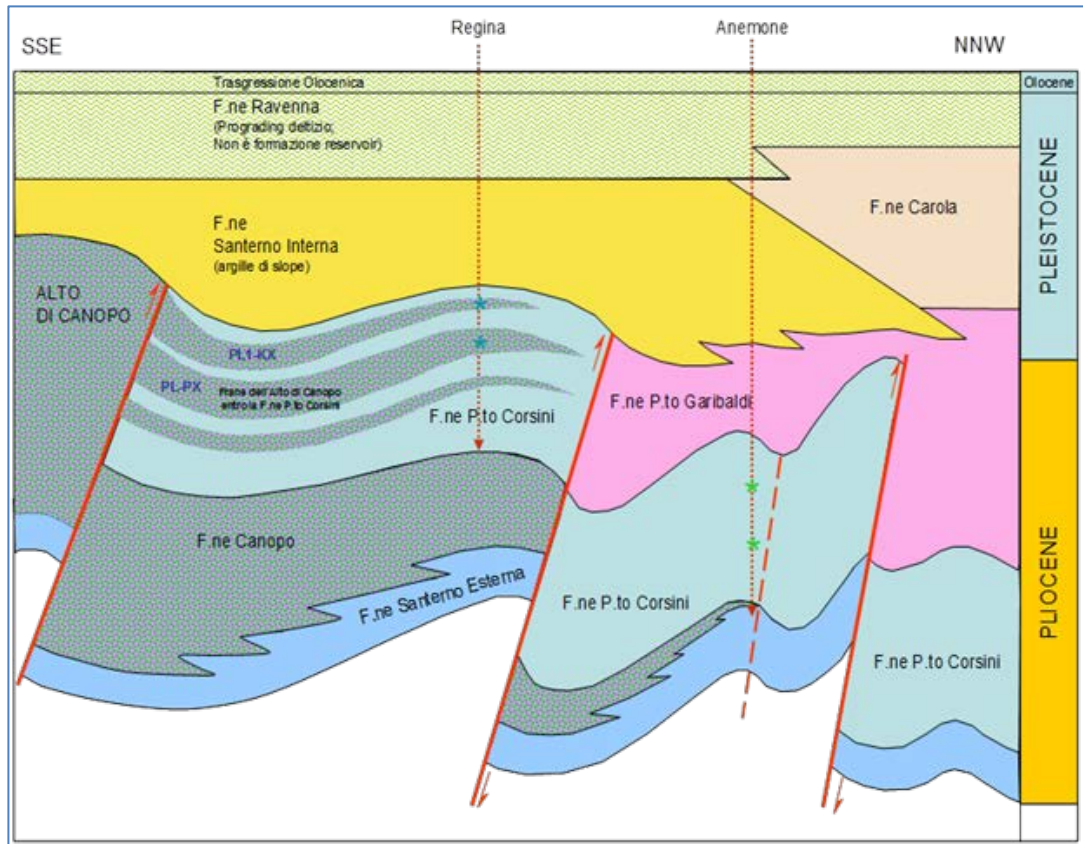 Regina
Anemone
SSE
NNW
Trasgressione Olocenica
Olocene
F.ne Ravenna
(Prograding deltizio;
Non è formazione reservoir)
F.ne Carola
PLEISTOCENE
F.ne
Santerno Interna
(argille di slope)
ALTO
DI CANOPO
PL1-KX
PL-PX
Frane dell'Alto di Canopo
entro la F.ne P.to Corsini
F.ne P.to Corsini
F.ne P.to Garibaldi
F.ne Canopo
F.ne Santerno Esterna
F.ne P.to Corsini
F.ne P.to Corsini
PLIOCENE